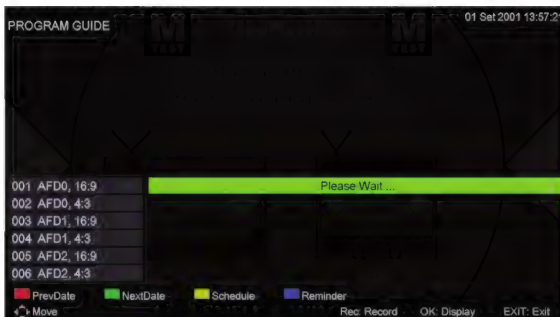 PROGRAM GUIDE
01 Set 2001 13:57:2
TEST
TEST
001 AFD0, 16:9
Please Wait ...
002 AFD0, 4:3
003 AFD1, 16:9
004 AFD1, 4:3
005 AFD2, 16:9
006 AFD2, 4:3
PrevDate NextDate Schedule Reminder
Move Rec: Record OK: Display EXIT: Exit